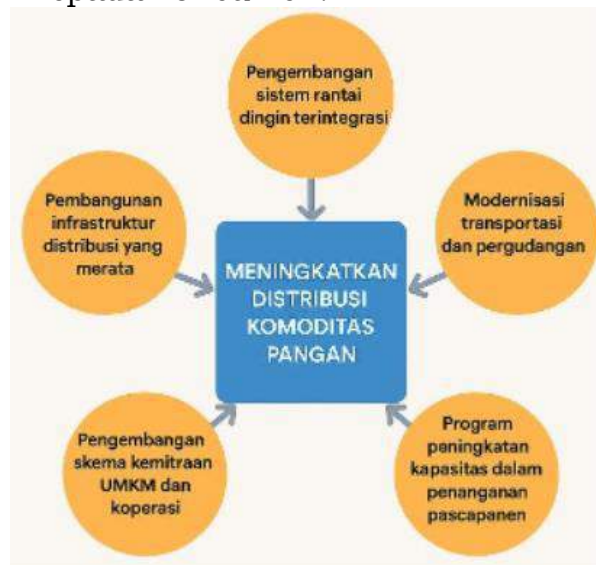 Pengembangan
sistem rantai
dingin terintegrasi
Pembangunan
infrastruktur
distribusi yang
merata
Modernisasi
transportasi
dan pergudangan
MENINGKATKAN
DISTRIBUSI
KOMODITAS
PANGAN
Pengembangan
skema kemitraan
UMKM dan
koperasi
Program
peningkatan
kapasitas dalam
penanganan
pascapanen